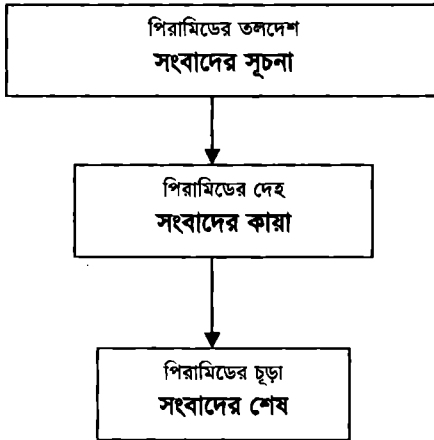 পিরামিডের তলদেশ
সংবাদের সূচনা
পিরামিডের দেহ
সংবাদের কায়া
পিরামিডের চূড়া
সংবাদের শেষ